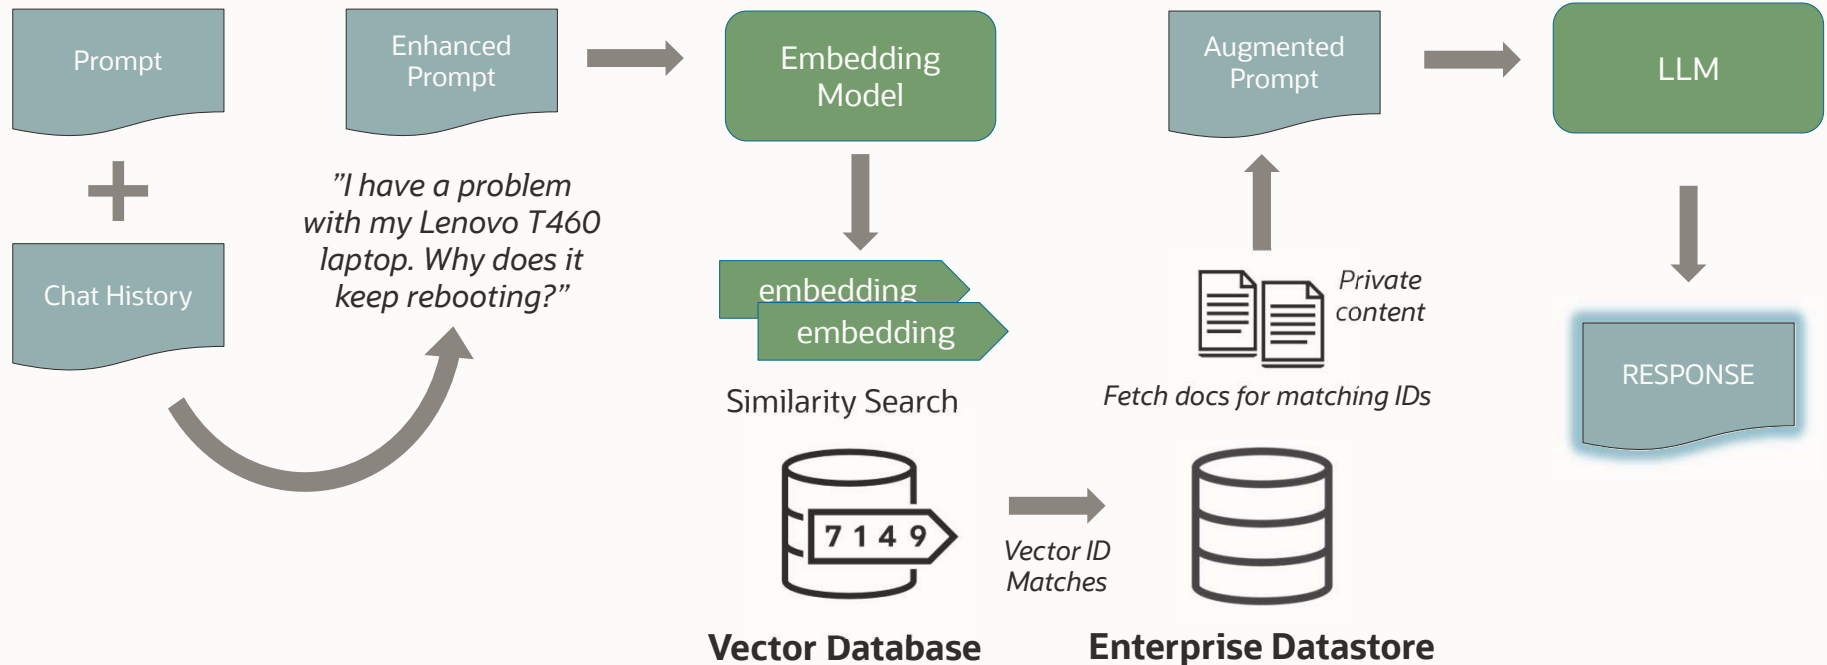 Prompt
Chat History
Enhanced
Prompt
”I have a problem
with my Lenovo T460
laptop. Why does it
keep rebooting?”
Embedding
Model
embedding
embedding
Similarity Search
7 1 4 9
Vector Database
Vector ID
Matches
Augmented
Prompt
Private
content
Fetch docs for matching IDs
Enterprise Datastore
LLM
RESPONSE